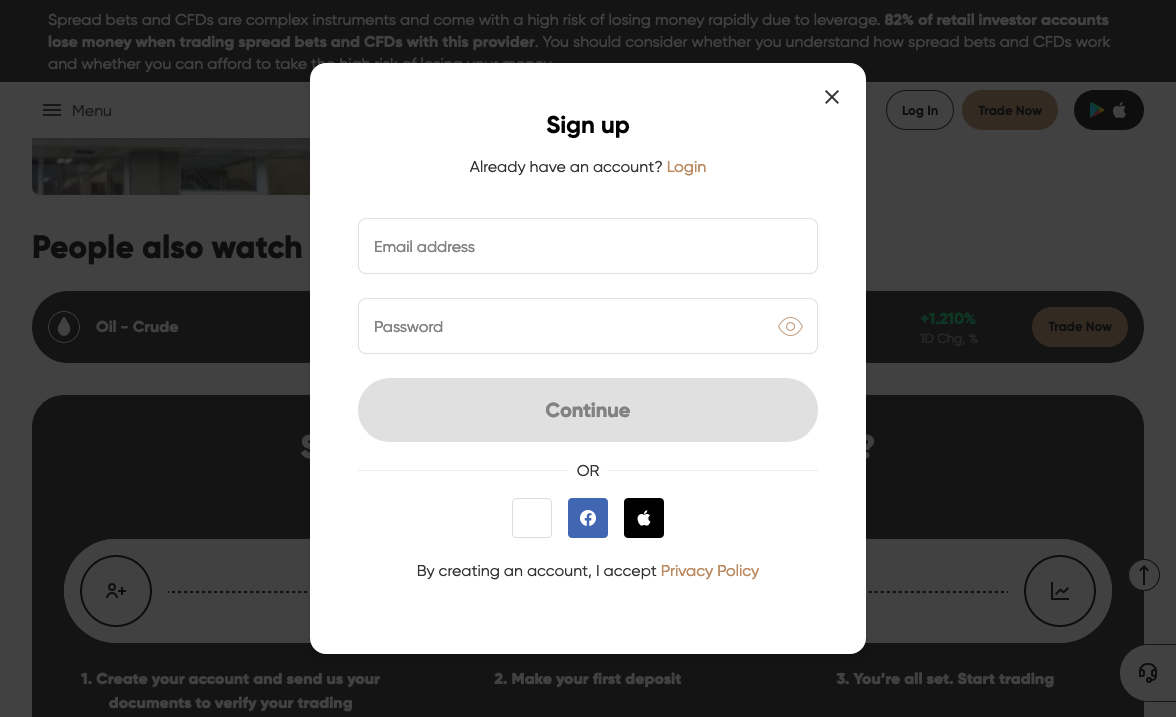 Spread bets and CFDs are complex instruments and come with a high risk of losing money rapidly due to leverage. 82% of retail investor accounts
lose money when trading spread bets and CFDs with this provider. You should consider whether you understand how spread bets and CFDs work
and whether you can afford to take the high risk of losing your money.
Menu
Log In
Trade Now
Sign up
Already have an account? Login
Email address
Password
Continue
OR
By creating an account, I accept Privacy Policy
People also watch
Oil - Crude
+1.210%
1D Chg, %
Trade Now
S
?
1. Create your account and send us your
documents to verify your trading
2. Make your first deposit
3. You're all set. Start trading